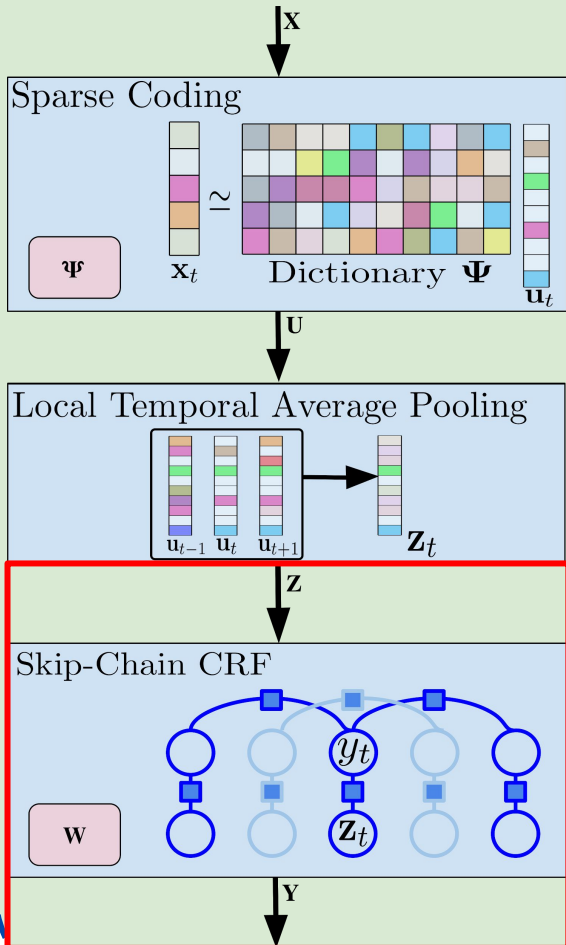 X
Sparse Coding
≃
Ψ
x_t
Dictionary Ψ
u_t
U
Local Temporal Average Pooling
u_{t−1} u_t u_{t+1}
z_t
Z
Skip-Chain CRF
y_t
W
z_t
Y